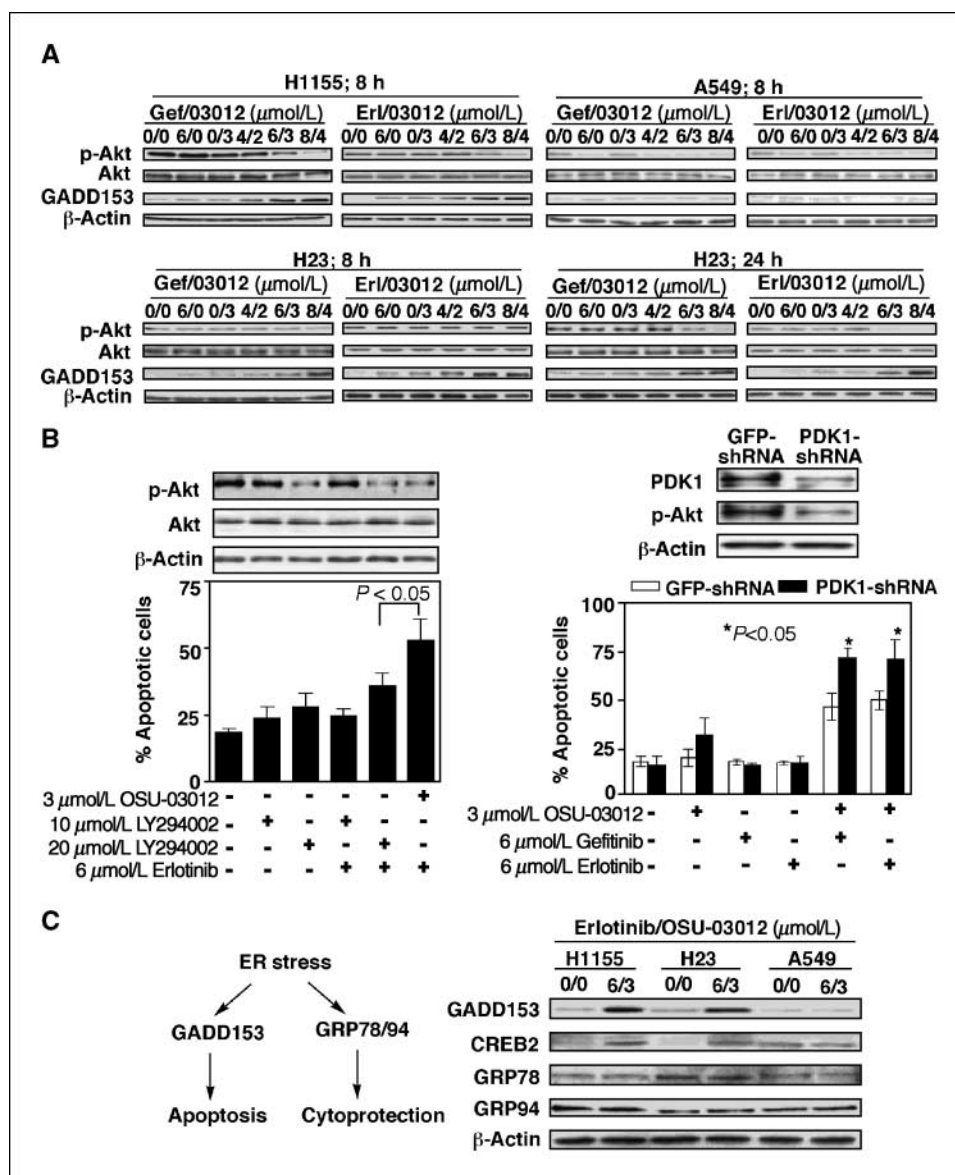 A
H1155; 8 h
A549; 8 h
Gef/03012 (μmol/L) Erl/03012 (μmol/L) Gef/03012 (μmol/L) Erl/03012 (μmol/L)
0/0 6/0 0/3 4/2 6/3 8/4 0/0 6/0 0/3 4/2 6/3 8/4 0/0 6/0 0/3 4/2 6/3 8/4 0/0 6/0 0/3 4/2 6/3 8/4
p-Akt
Akt
GADD153
β-Actin
H23; 8 h
H23; 24 h
Gef/03012 (μmol/L) Erl/03012 (μmol/L) Gef/03012 (μmol/L) Erl/03012 (μmol/L)
0/0 6/0 0/3 4/2 6/3 8/4 0/0 6/0 0/3 4/2 6/3 8/4 0/0 6/0 0/3 4/2 6/3 8/4 0/0 6/0 0/3 4/2 6/3 8/4
p-Akt
Akt
GADD153
β-Actin
B
p-Akt
Akt
β-Actin
75
50
25
0
% Apoptotic cells
P < 0.05
3 μmol/L OSU-03012 - - - - - +
10 μmol/L LY294002 - + - + - -
20 μmol/L LY294002 - - + - + -
6 μmol/L Erlotinib - - - + + +
GFP-shRNA PDK1-shRNA
PDK1
p-Akt
β-Actin
GFP-shRNA PDK1-shRNA
100
75
50
25
0
% Apoptotic cells
*P<0.05
* *
3 μmol/L OSU-03012 - + - - + +
6 μmol/L Gefitinib - - + - + -
6 μmol/L Erlotinib - - - + - +
C
ER stress
GADD153 GRP78/94
Apoptosis Cytoprotection
Erlotinib/OSU-03012 (μmol/L)
H1155 H23 A549
0/0 6/3 0/0 6/3 0/0 6/3
GADD153
CREB2
GRP78
GRP94
β-Actin